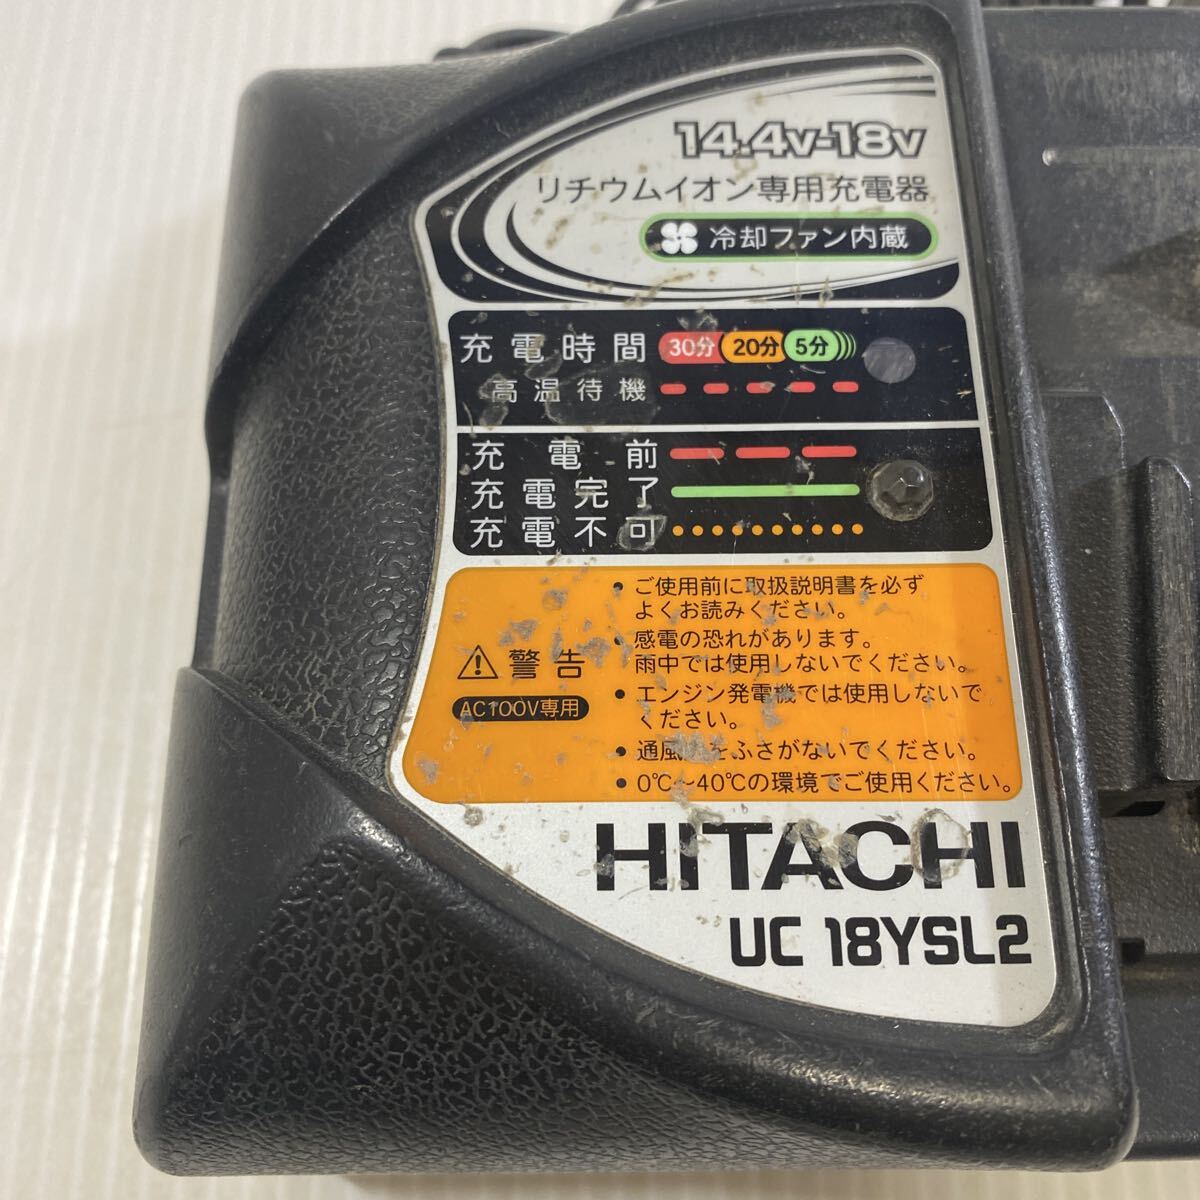 14.4v-18v
リチウムイオン専用充電器
冷却ファン内蔵
充電時間 30分 20分 5分
高温待機
充電前
充電完了
充電不可
警告
AC100V専用
• ご使用前に取扱説明書を必ず
よくお読みください。
• 感電の恐れがあります。
雨中では使用しないでください。
• エンジン発電機では使用しないで
ください。
• 通風 をふさがないでください。
• 0℃～40℃の環境でご使用ください。
HITACHI
UC 18YSL2